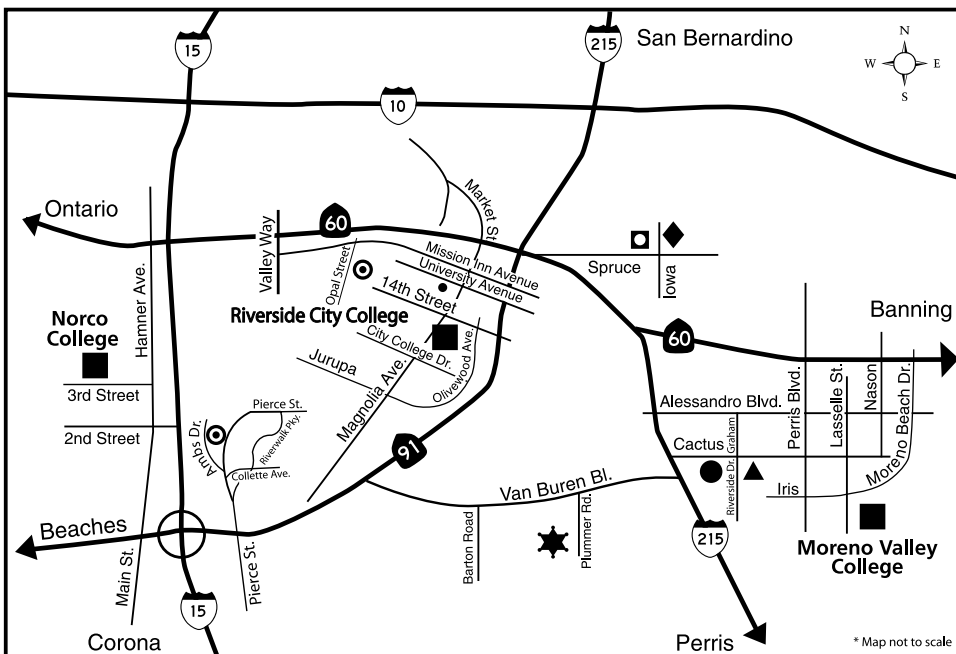 15
215
San Bernardino
N
W
E
S
10
Market St.
Ontario
60
Valley Way
Hamner Ave.
Opal Street
Mission Inn Avenue
University Avenue
14th Street
Spruce
Iowa
Banning
Norco
College
Riverside City College
60
City College Dr.
Olivewood Ave.
Jurupa
Magnolia Ave.
3rd Street
2nd Street
Pierce St.
Riverwalk Pky.
Ambs Dr.
Collette Ave.
91
Alessandro Blvd.
Perris Blvd.
Lasselle St.
Nason
Moreno Beach Dr.
Cactus
Graham
Riverside Dr.
Iris
Van Buren Bl.
Barton Road
Plummer Rd.
Beaches
Main St.
Pierce St.
15
Corona
215
Moreno Valley
College
Perris
* Map not to scale